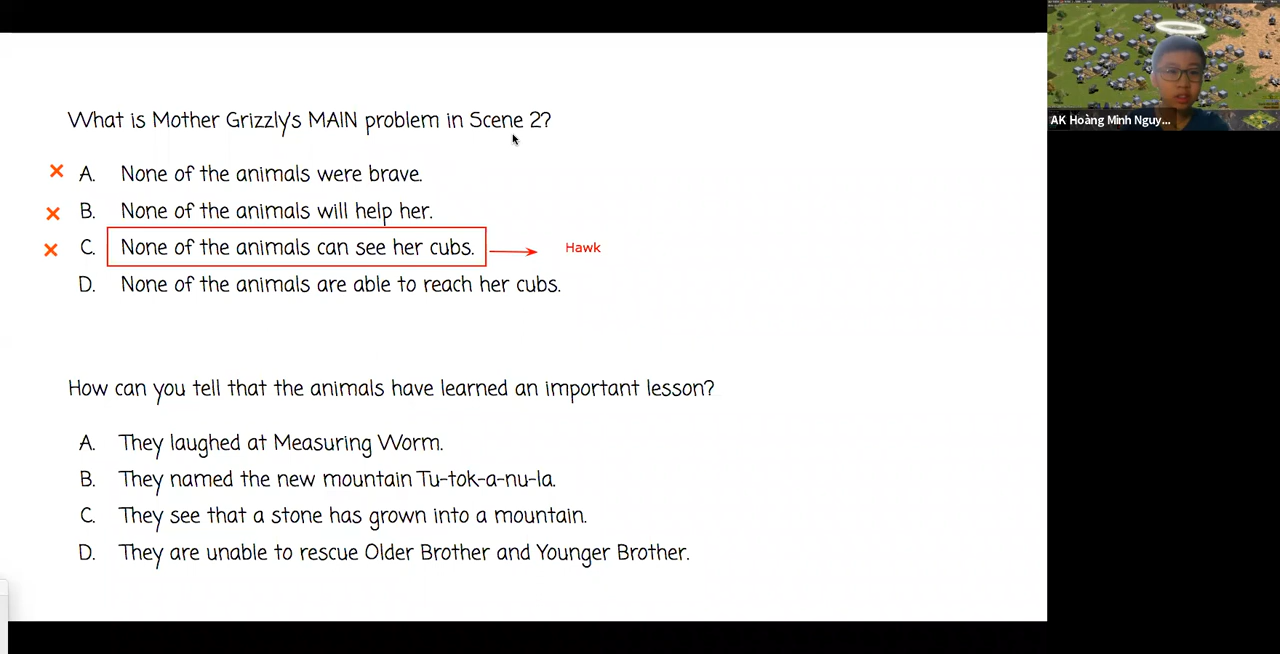 What is Mother Grizzly's MAIN problem in Scene 2?
A. None of the animals were brave.
B. None of the animals will help her.
C. None of the animals can see her cubs.
Hawk
D. None of the animals are able to reach her cubs.
How can you tell that the animals have learned an important lesson?
A. They laughed at Measuring Worm.
B. They named the new mountain Tu-tok-a-nu-la.
C. They see that a stone has grown into a mountain.
D. They are unable to rescue Older Brother and Younger Brother.
AK Hoàng Minh Nguy...